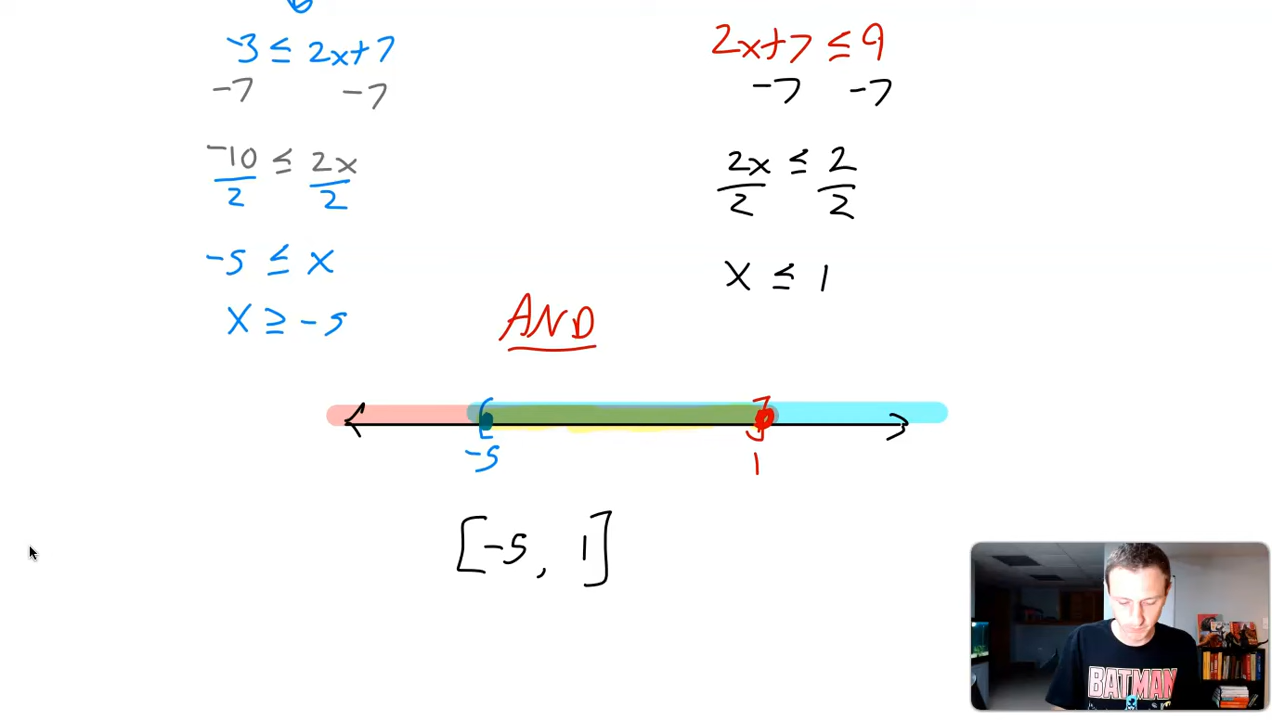 -3 ≤ 2x+7
-7 -7
-10 ≤ 2x
2 2
-5 ≤ x
x ≥ -5
2x+7 ≤ 9
-7 -7
2x ≤ 2
2 2
x ≤ 1
AND
[ ]
-5 1
[-5, 1]
BATMAN